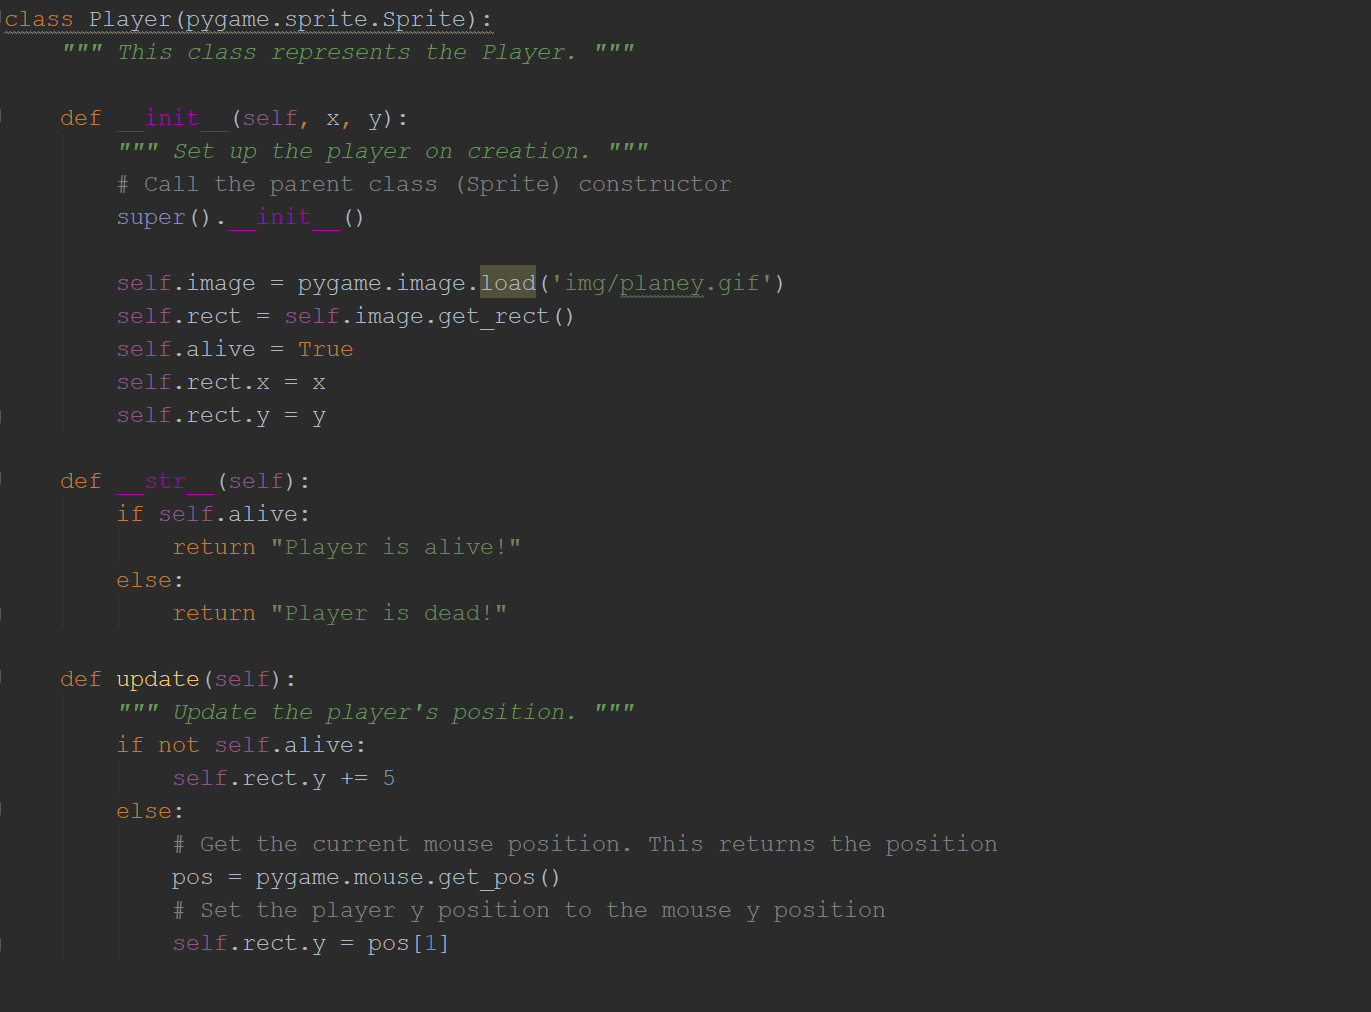 class Player(pygame.sprite.Sprite):
    """ This class represents the Player. """

    def __init__(self, x, y):
        """ Set up the player on creation. """
        # Call the parent class (Sprite) constructor
        super().__init__()

        self.image = pygame.image.load('img/planey.gif')
        self.rect = self.image.get_rect()
        self.alive = True
        self.rect.x = x
        self.rect.y = y

    def __str__(self):
        if self.alive:
            return "Player is alive!"
        else:
            return "Player is dead!"

    def update(self):
        """ Update the player's position. """
        if not self.alive:
            self.rect.y += 5
        else:
            # Get the current mouse position. This returns the position
            pos = pygame.mouse.get_pos()
            # Set the player y position to the mouse y position
            self.rect.y = pos[1]